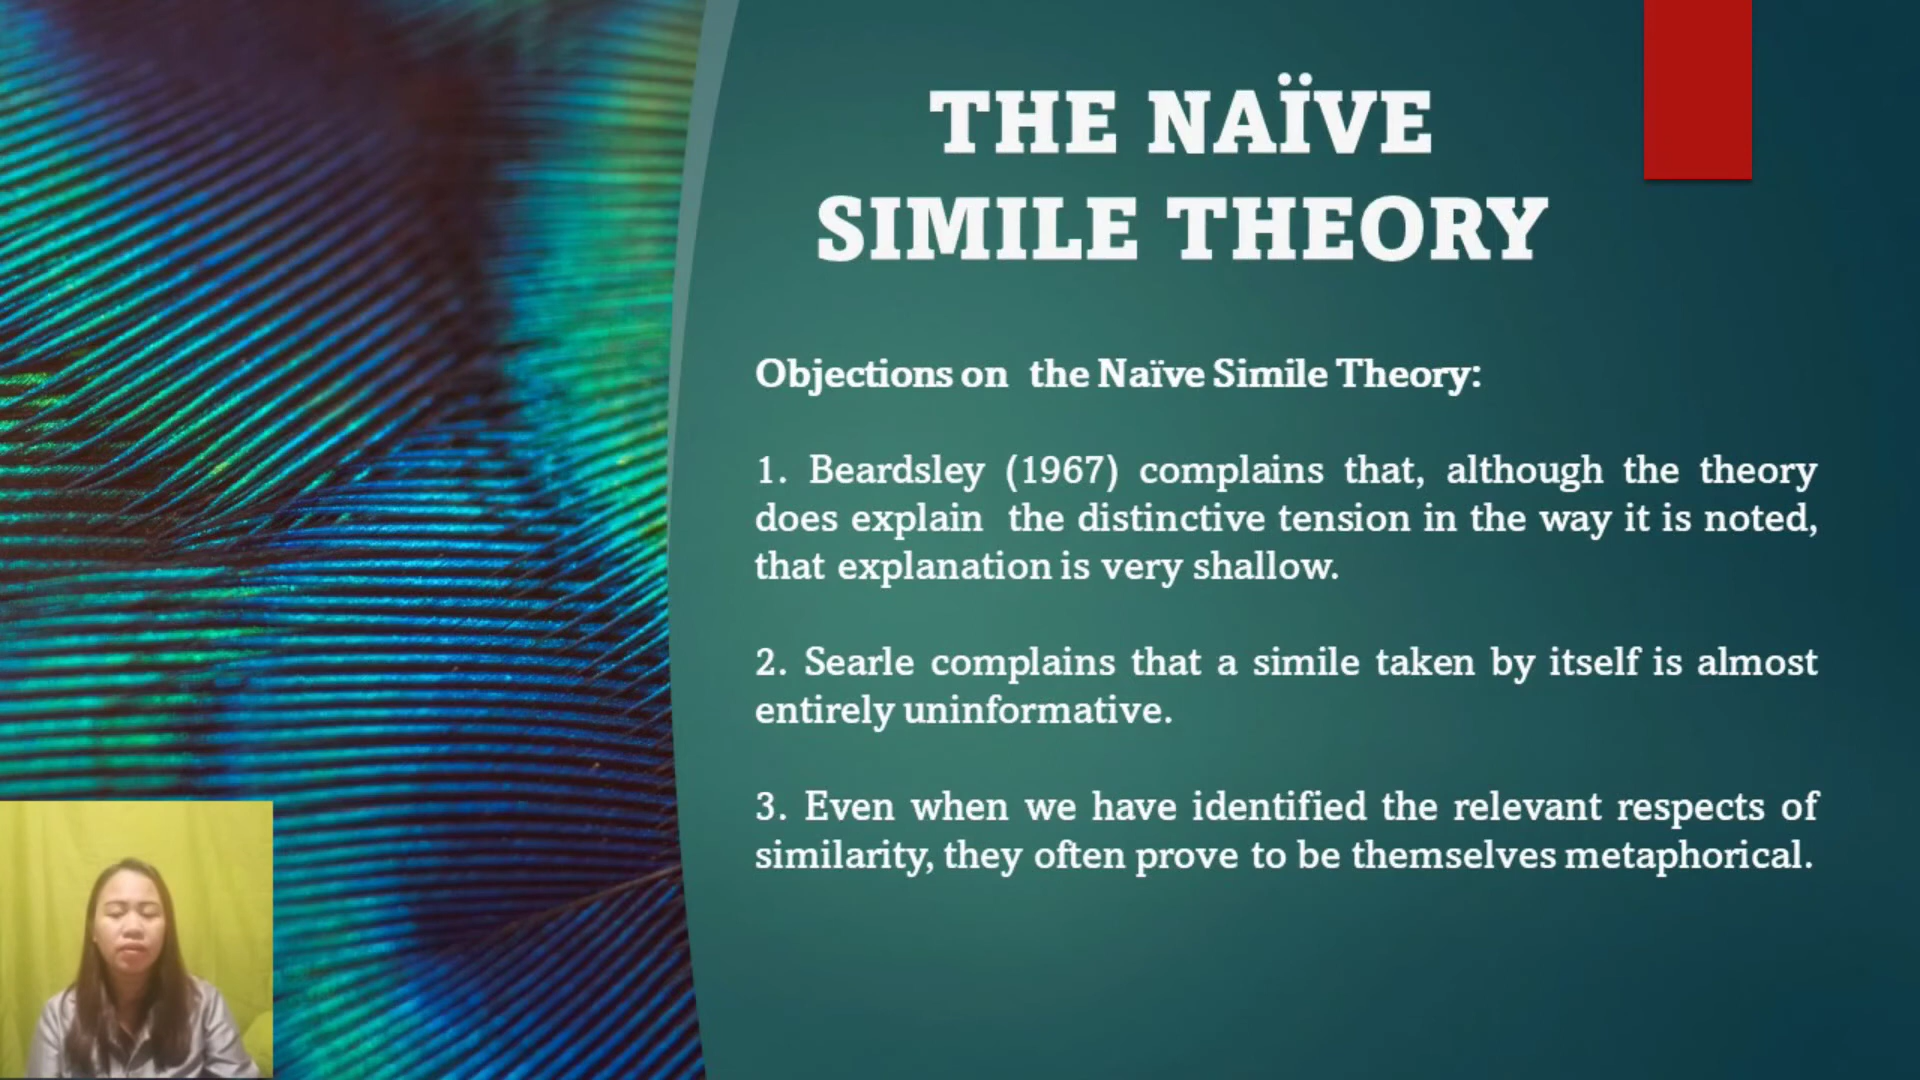 THE NAÏVE
SIMILE THEORY
Objections on the Naïve Simile Theory:
1. Beardsley (1967) complains that, although the theory
does explain the distinctive tension in the way it is noted,
that explanation is very shallow.
2. Searle complains that a simile taken by itself is almost
entirely uninformative.
3. Even when we have identified the relevant respects of
similarity, they often prove to be themselves metaphorical.